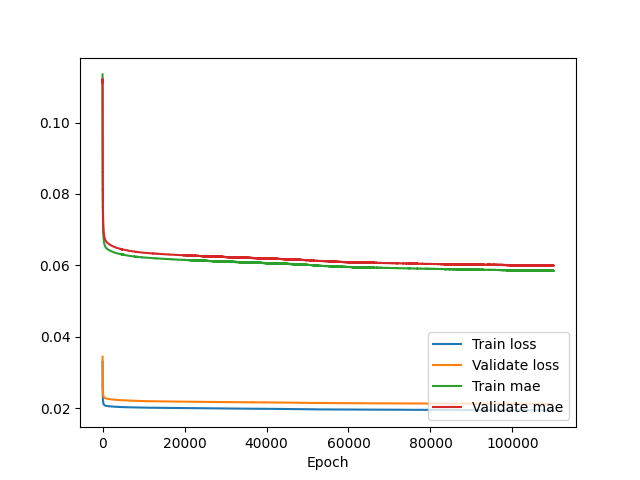 0.10
0.08
0.06
0.04
0.02
Train loss
Validate loss
Train mae
Validate mae
0 20000 40000 60000 80000 100000
Epoch